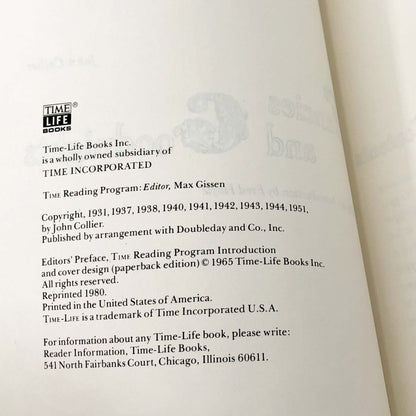 TIME
LIFE
BOOKS
®
Time-Life Books Inc.
is a wholly owned subsidiary of
TIME INCORPORATED
TIME Reading Program: Editor, Max Gissen
Copyright, 1931, 1937, 1938, 1940, 1941, 1942, 1943, 1944, 1951,
by John Collier.
Published by arrangement with Doubleday and Co., Inc.
Editors' Preface, TIME Reading Program Introduction
and cover design (paperback edition) © 1965 Time-Life Books Inc.
All rights reserved.
Reprinted 1980.
Printed in the United States of America.
TIME-LIFE is a trademark of Time Incorporated U.S.A.
For information about any Time-Life book, please write:
Reader Information, Time-Life Books,
541 North Fairbanks Court, Chicago, Illinois 60611.
John Collier
Fancies
and Goodnights